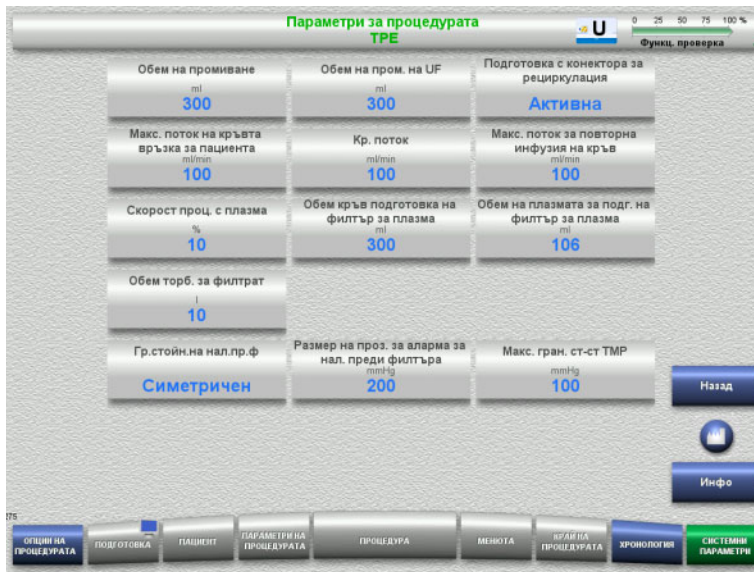 Параметри за процедурата
TPE
U
0 25 50 75 100 %
Функц. проверка
Обем на промиване
ml
300
Обем на пром. на UF
ml
300
Подготовка с конектора за
рециркулация
Активна
Макс. поток на кръвта
връзка за пациента
ml/min
100
Кр. поток
ml/min
100
Макс. поток за повторна
инфузия на кръв
ml/min
100
Скорост проц. с плазма
%
10
Обем кръв подготовка на
филтър за плазма
ml
300
Обем на плазмата за подг. на
филтър за плазма
ml
106
Обем торб. за филтрат
l
10
Гр.стойн.на нал.пр.ф
Симетричен
Размер на проз. за аларма за
нал. преди филтъра
mmHg
200
Макс. гран. ст-ст TMP
mmHg
100
Назад
Инфо
275
ОПЦИИ НА
ПРОЦЕДУРАТА
ПОДГОТОВКА
ПАЦИЕНТ
ПАРАМЕТРИ НА
ПРОЦЕДУРАТА
ПРОЦЕДУРА
МЕНЮТА
КРАЙ НА
ПРОЦЕДУРАТА
ХРОНОЛОГИЯ
СИСТЕМНИ
ПАРАМЕТРИ